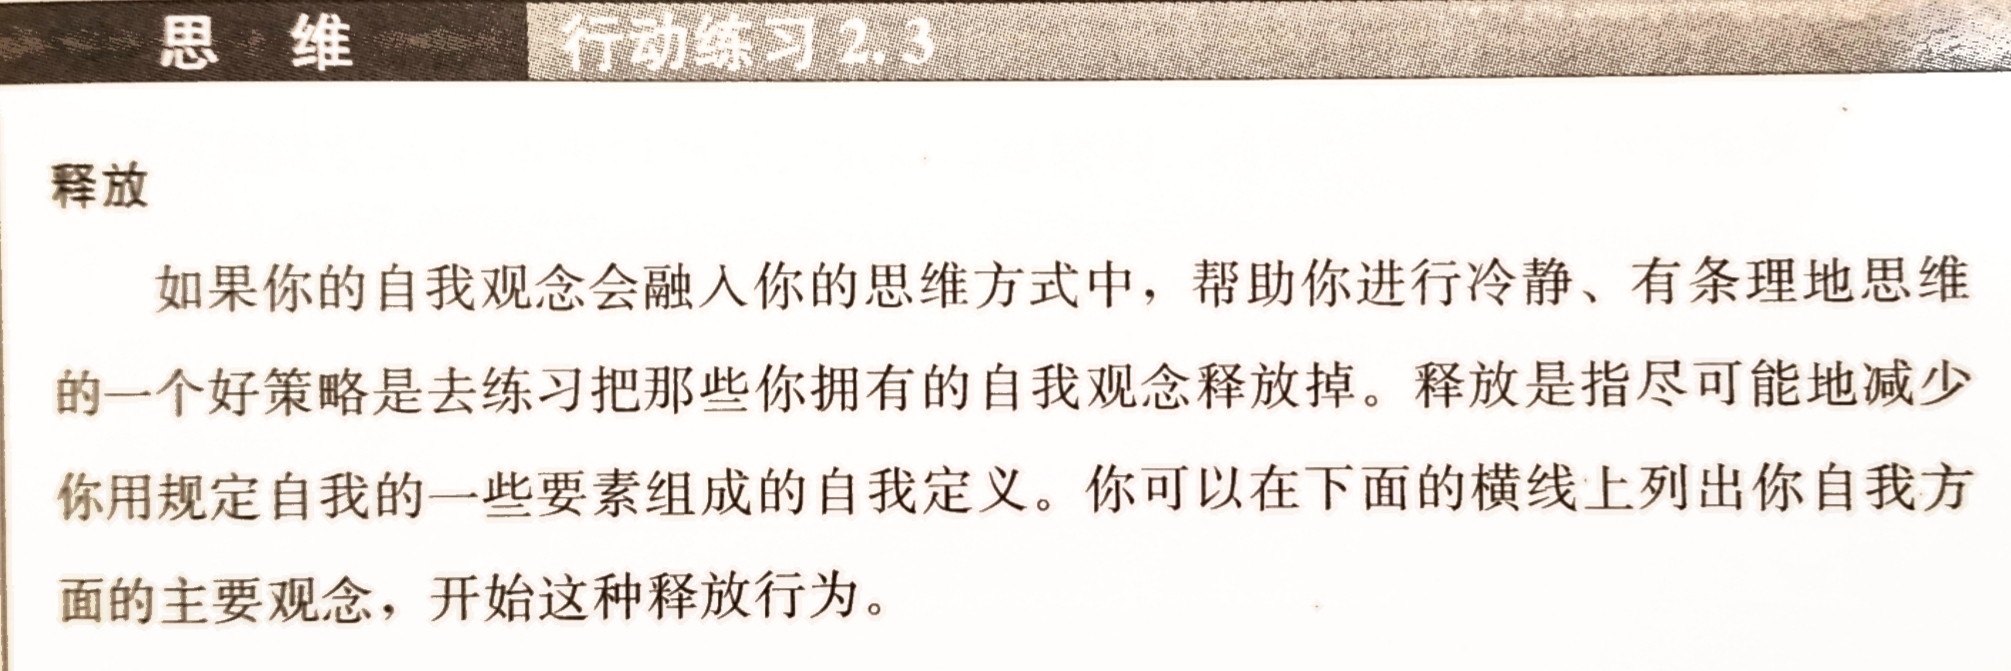 思 维 行动练习 2.3
释放
如果你的自我观念会融入你的思维方式中，帮助你进行冷静、有条理地思维
的一个好策略是去练习把那些你拥有的自我观念释放掉。释放是指尽可能地减少
你用规定自我的一些要素组成的自我定义。你可以在下面的横线上列出你自我方
面的主要观念，开始这种释放行为。